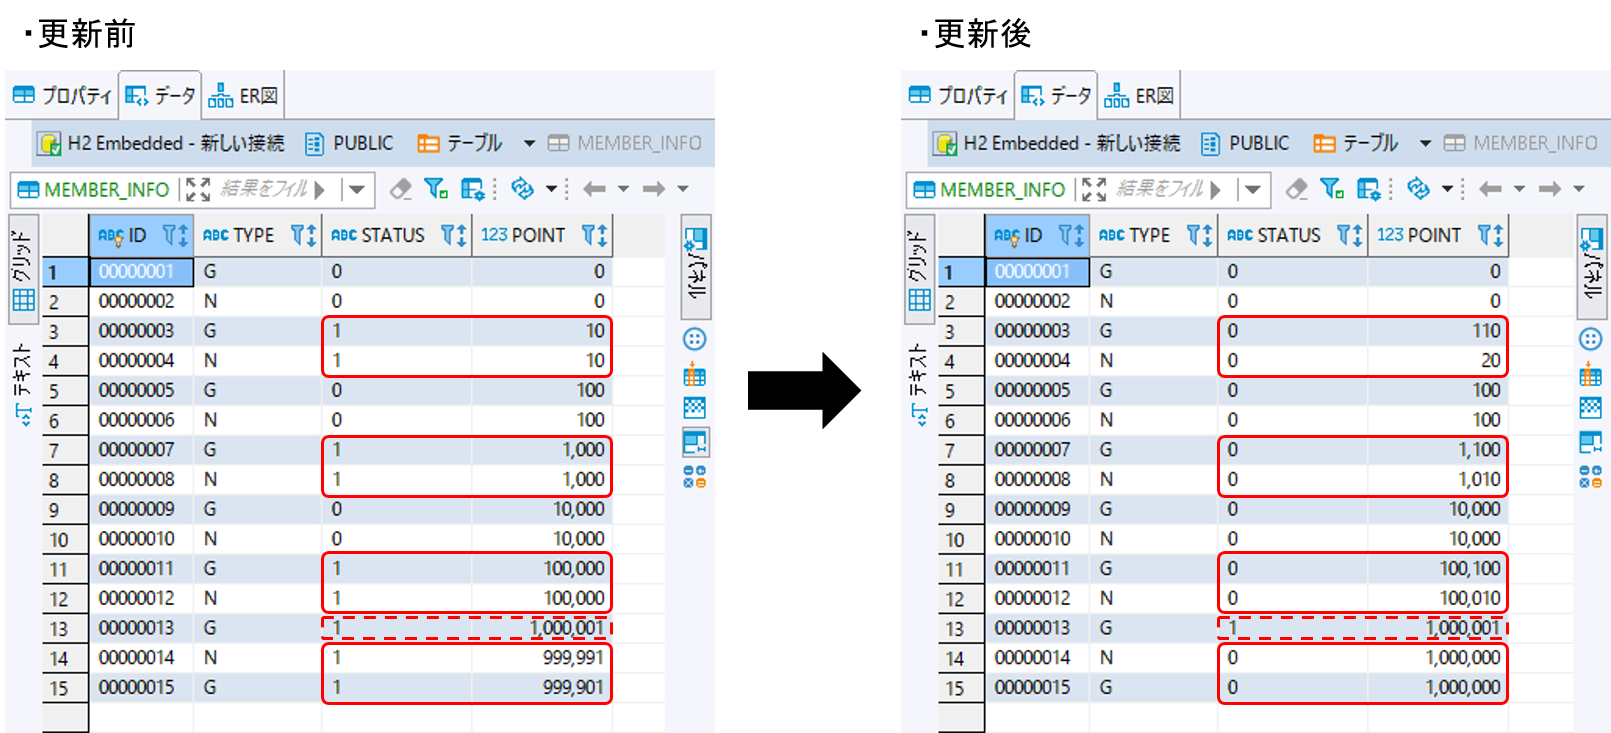 ・更新前
プロパティ データ ER図
H2 Embedded - 新しい接続 PUBLIC テーブル MEMBER_INFO
MEMBER_INFO 結果をフィル
グリッド
テキスト
ABC ID ABC TYPE ABC STATUS 123 POINT
1 00000001 G 0 0
2 00000002 N 0 0
3 00000003 G 1 10
4 00000004 N 1 10
5 00000005 G 0 100
6 00000006 N 0 100
7 00000007 G 1 1,000
8 00000008 N 1 1,000
9 00000009 G 0 10,000
10 00000010 N 0 10,000
11 00000011 G 1 100,000
12 00000012 N 1 100,000
13 00000013 G 1 1,000,001
14 00000014 N 1 999,991
15 00000015 G 1 999,901
・更新後
プロパティ データ ER図
H2 Embedded - 新しい接続 PUBLIC テーブル MEMBER_INFO
MEMBER_INFO 結果をフィル
グリッド
テキスト
ABC ID ABC TYPE ABC STATUS 123 POINT
1 00000001 G 0 0
2 00000002 N 0 0
3 00000003 G 0 110
4 00000004 N 0 20
5 00000005 G 0 100
6 00000006 N 0 100
7 00000007 G 0 1,100
8 00000008 N 0 1,010
9 00000009 G 0 10,000
10 00000010 N 0 10,000
11 00000011 G 0 100,100
12 00000012 N 0 100,010
13 00000013 G 1 1,000,001
14 00000014 N 0 1,000,000
15 00000015 G 0 1,000,000